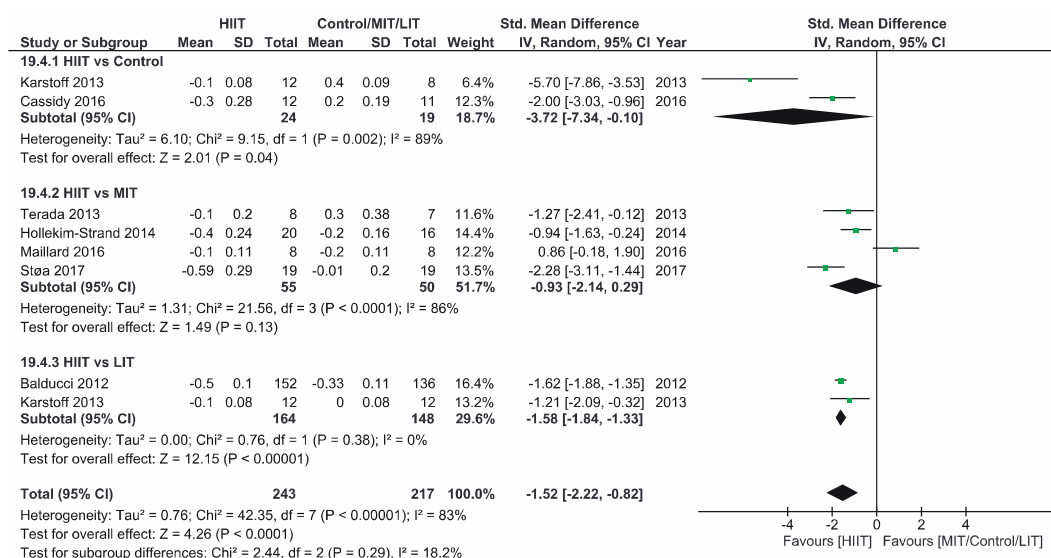 HIIT Control/MIT/LIT Std. Mean Difference Std. Mean Difference
Study or Subgroup Mean SD Total Mean SD Total Weight IV, Random, 95% CI Year IV, Random, 95% CI
19.4.1 HIIT vs Control
Karstoff 2013 -0.1 0.08 12 0.4 0.09 8 6.4% -5.70 [-7.86, -3.53] 2013
Cassidy 2016 -0.3 0.28 12 0.2 0.19 11 12.3% -2.00 [-3.03, -0.96] 2016
Subtotal (95% CI) 24 19 18.7% -3.72 [-7.34, -0.10]
Heterogeneity: Tau² = 6.10; Chi² = 9.15, df = 1 (P = 0.002); I² = 89%
Test for overall effect: Z = 2.01 (P = 0.04)
19.4.2 HIIT vs MIT
Terada 2013 -0.1 0.2 8 0.3 0.38 7 11.6% -1.27 [-2.41, -0.12] 2013
Hollekim-Strand 2014 -0.4 0.24 20 -0.2 0.16 16 14.4% -0.94 [-1.63, -0.24] 2014
Maillard 2016 -0.1 0.11 8 -0.2 0.11 8 12.2% 0.86 [-0.18, 1.90] 2016
Støa 2017 -0.59 0.29 19 -0.01 0.2 19 13.5% -2.28 [-3.11, -1.44] 2017
Subtotal (95% CI) 55 50 51.7% -0.93 [-2.14, 0.29]
Heterogeneity: Tau² = 1.31; Chi² = 21.56, df = 3 (P < 0.0001); I² = 86%
Test for overall effect: Z = 1.49 (P = 0.13)
19.4.3 HIIT vs LIT
Balducci 2012 -0.5 0.1 152 -0.33 0.11 136 16.4% -1.62 [-1.88, -1.35] 2012
Karstoff 2013 -0.1 0.08 12 0 0.08 12 13.2% -1.21 [-2.09, -0.32] 2013
Subtotal (95% CI) 164 148 29.6% -1.58 [-1.84, -1.33]
Heterogeneity: Tau² = 0.00; Chi² = 0.76, df = 1 (P = 0.38); I² = 0%
Test for overall effect: Z = 12.15 (P < 0.00001)
Total (95% CI) 243 217 100.0% -1.52 [-2.22, -0.82]
Heterogeneity: Tau² = 0.76; Chi² = 42.35, df = 7 (P < 0.00001); I² = 83%
Test for overall effect: Z = 4.26 (P < 0.0001)
Test for subgroup differences: Chi² = 2.44, df = 2 (P = 0.29), I² = 18.2%
-4 -2 0 2 4
Favours [HIIT] Favours [MIT/Control/LIT]